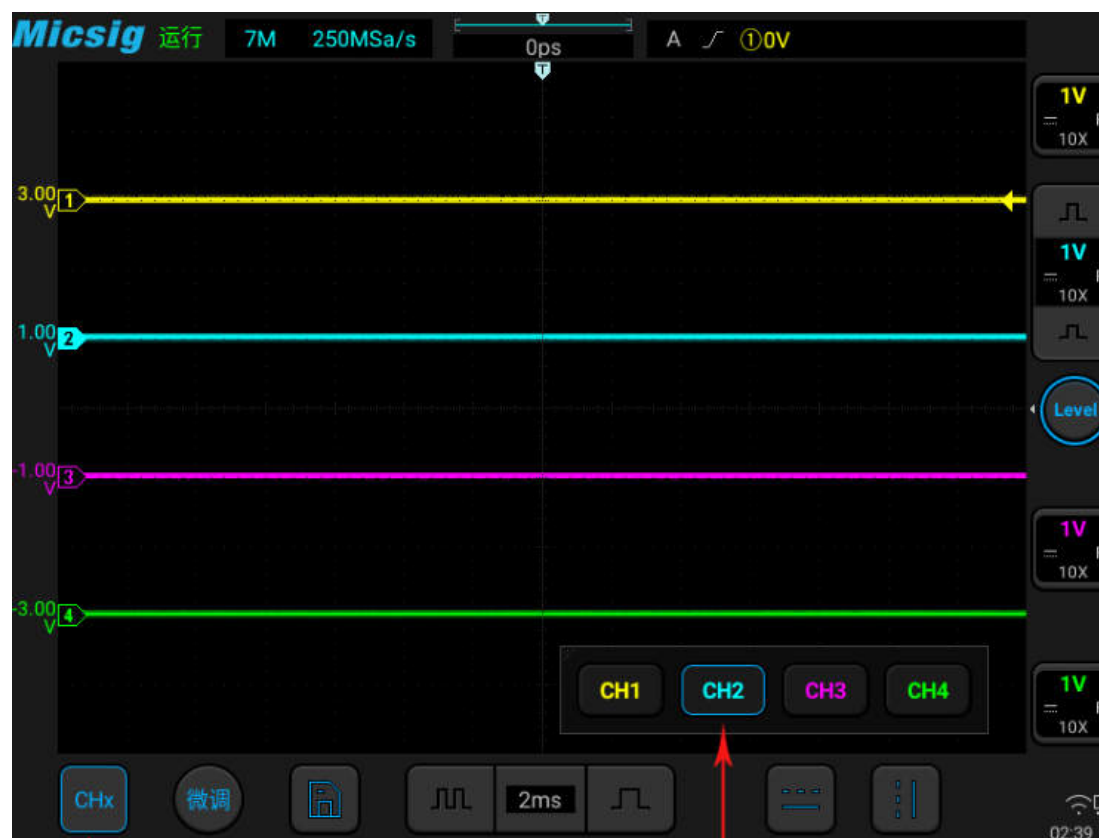 Micsig 运行 7M 250MSa/s T 0ps A ①0V
T
1V
10X
3.00
V
1
1V
10X
1.00
V
2
Level
-1.00
V
3
1V
10X
-3.00
V
4
CH1 CH2 CH3 CH4
1V
10X
CHx 微调 2ms
02:39